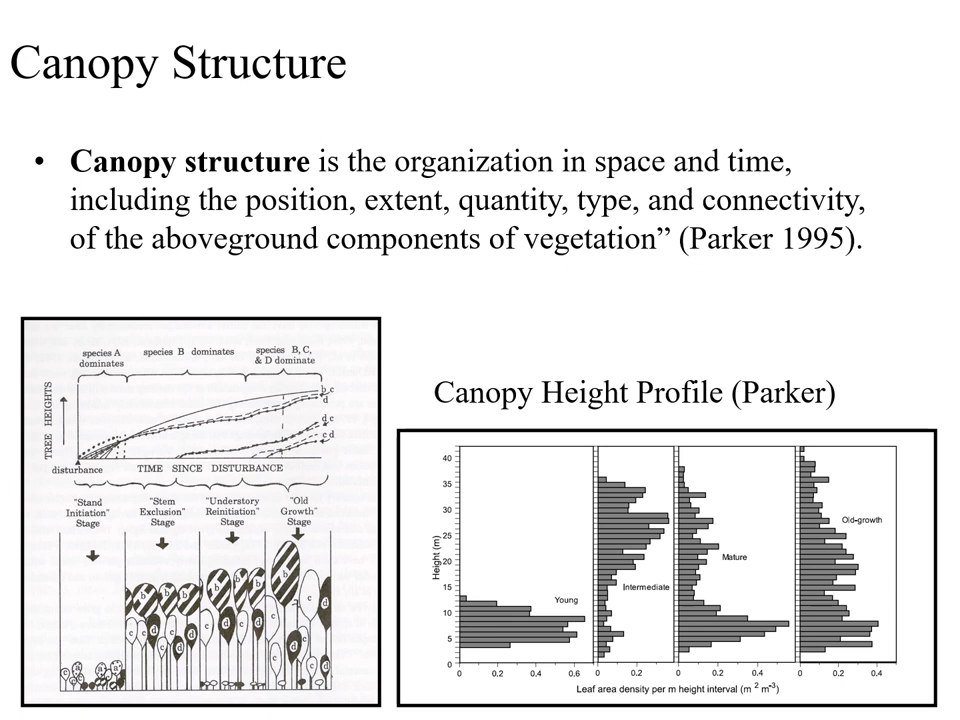 Canopy Structure
• Canopy structure is the organization in space and time,
including the position, extent, quantity, type, and connectivity,
of the aboveground components of vegetation” (Parker 1995).
species A
dominates
species B dominates
species B, C,
& D dominate
TREE HEIGHTS
b c
d
d c
c d
disturbance
TIME SINCE DISTURBANCE
"Stand
Initiation"
Stage
"Stem
Exclusion"
Stage
"Understory
Reinitiation"
Stage
"Old
Growth"
Stage
b b b b b b b
c c d c d c c d c d c d d
c a a a
Canopy Height Profile (Parker)
Height (m)
40
35
30
25
20
15
10
5
0
Young
Intermediate
Mature
Old-growth
0 0.2 0.4 0.6 0 0.2 0 0.2 0.4 0 0.2 0.4
Leaf area density per m height interval (m 2 m-3)